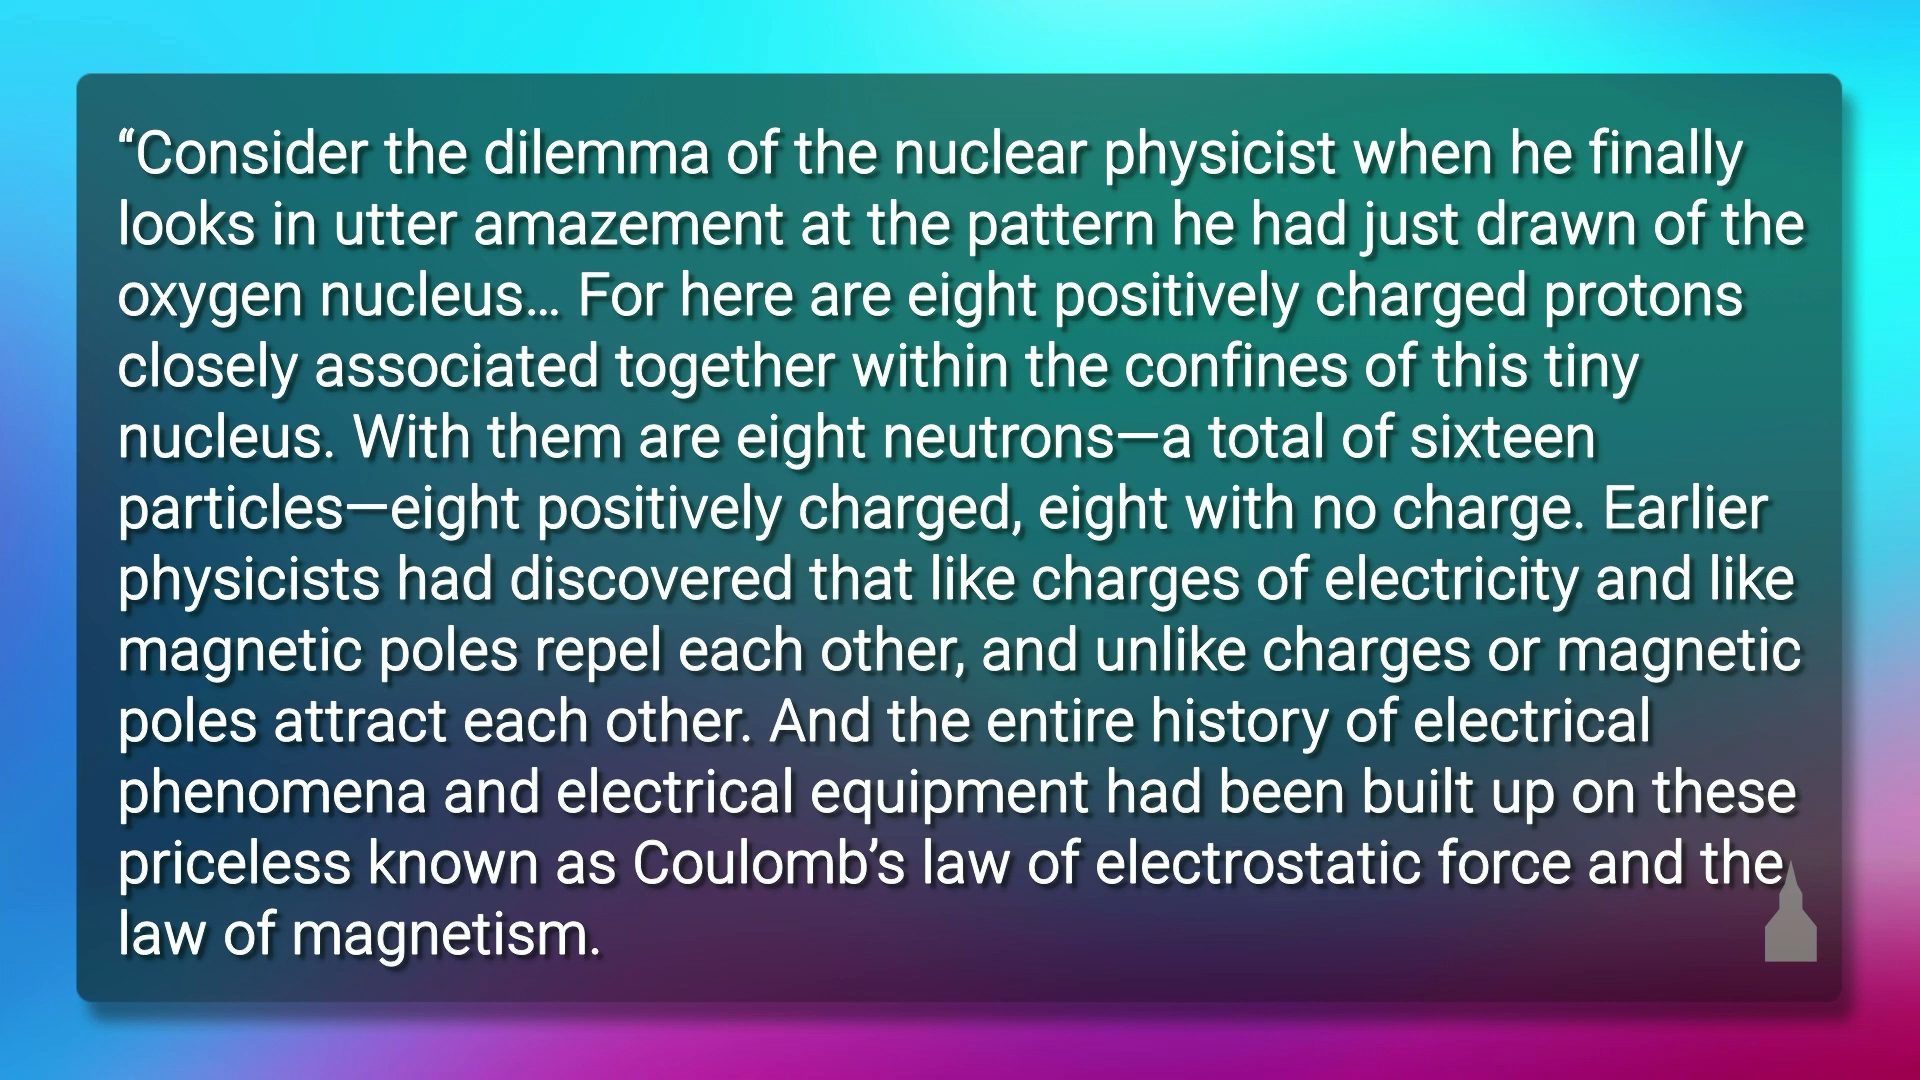 “Consider the dilemma of the nuclear physicist when he finally
looks in utter amazement at the pattern he had just drawn of the
oxygen nucleus… For here are eight positively charged protons
closely associated together within the confines of this tiny
nucleus. With them are eight neutrons—a total of sixteen
particles—eight positively charged, eight with no charge. Earlier
physicists had discovered that like charges of electricity and like
magnetic poles repel each other, and unlike charges or magnetic
poles attract each other. And the entire history of electrical
phenomena and electrical equipment had been built up on these
priceless known as Coulomb’s law of electrostatic force and the
law of magnetism.